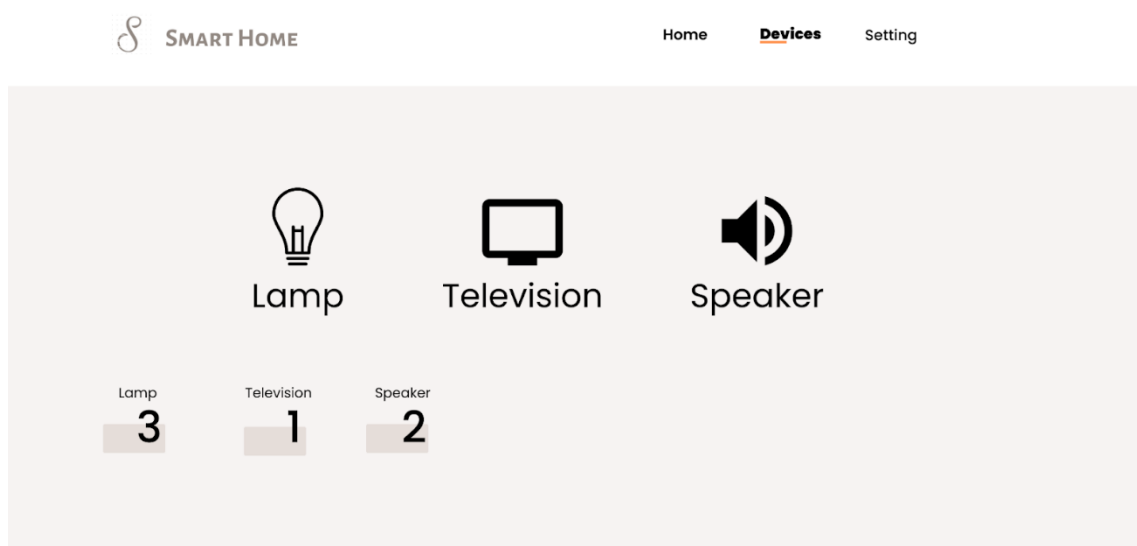 SMART HOME
Home Devices Setting
Lamp Television Speaker
Lamp Television Speaker
3 1 2